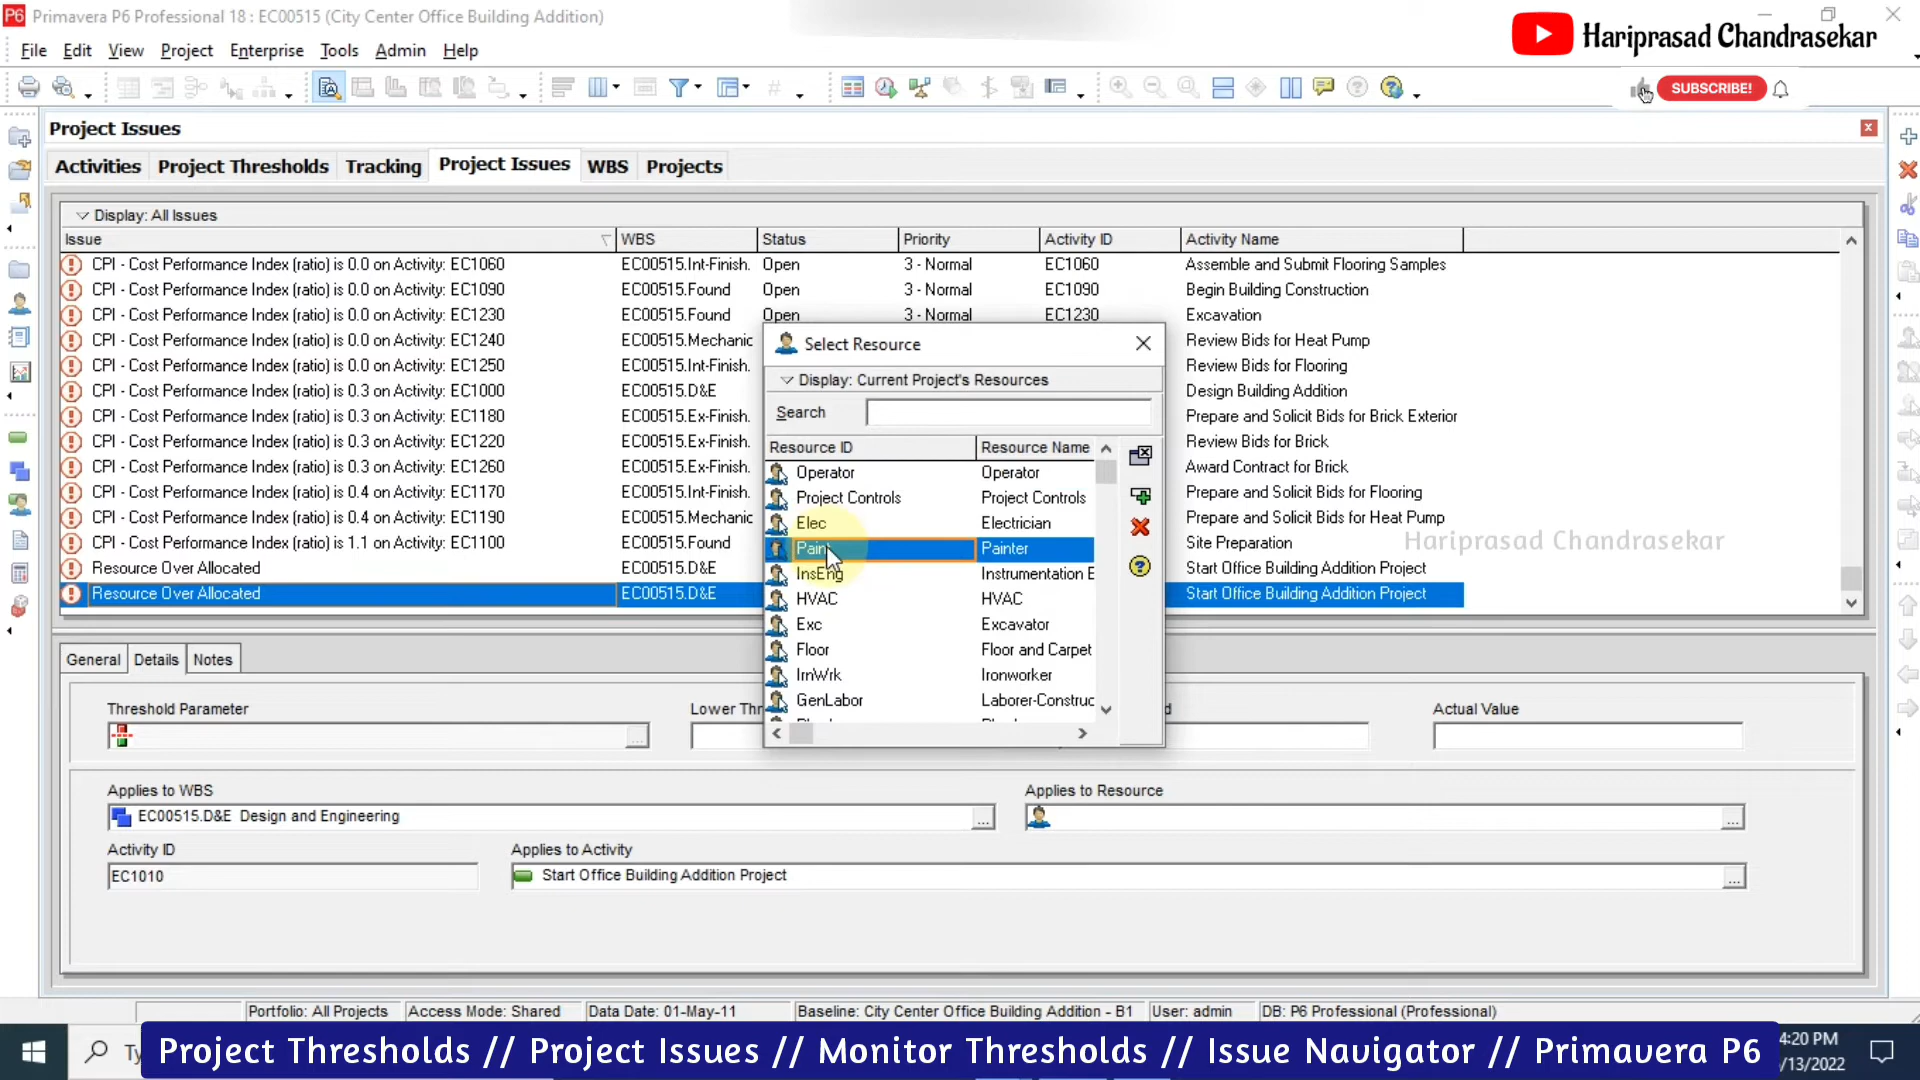 Primavera P6 Professional 18 : EC00515 (City Center Office Building Addition)
Hariprasad Chandrasekar
File Edit View Project Enterprise Tools Admin Help
SUBSCRIBE!
Project Issues
Activities Project Thresholds Tracking Project Issues WBS Projects
Display: All Issues
Issue WBS Status Priority Activity ID Activity Name
CPI - Cost Performance Index (ratio) is 0.0 on Activity: EC1060 EC00515.Int-Finish. Open 3 - Normal EC1060 Assemble and Submit Flooring Samples
CPI - Cost Performance Index (ratio) is 0.0 on Activity: EC1090 EC00515.Found Open 3 - Normal EC1090 Begin Building Construction
CPI - Cost Performance Index (ratio) is 0.0 on Activity: EC1230 EC00515.Found Open 3 - Normal EC1230 Excavation
CPI - Cost Performance Index (ratio) is 0.0 on Activity: EC1240 EC00515.Mechanic Review Bids for Heat Pump
CPI - Cost Performance Index (ratio) is 0.0 on Activity: EC1250 EC00515.Int-Finish. Review Bids for Flooring
CPI - Cost Performance Index (ratio) is 0.3 on Activity: EC1000 EC00515.D&E Design Building Addition
CPI - Cost Performance Index (ratio) is 0.3 on Activity: EC1180 EC00515.Ex-Finish. Prepare and Solicit Bids for Brick Exterior
CPI - Cost Performance Index (ratio) is 0.3 on Activity: EC1220 EC00515.Ex-Finish. Review Bids for Brick
CPI - Cost Performance Index (ratio) is 0.3 on Activity: EC1260 EC00515.Ex-Finish. Award Contract for Brick
CPI - Cost Performance Index (ratio) is 0.4 on Activity: EC1170 EC00515.Int-Finish. Prepare and Solicit Bids for Flooring
CPI - Cost Performance Index (ratio) is 0.4 on Activity: EC1190 EC00515.Mechanic Prepare and Solicit Bids for Heat Pump
CPI - Cost Performance Index (ratio) is 1.1 on Activity: EC1100 EC00515.Found Site Preparation
Hariprasad Chandrasekar
Resource Over Allocated EC00515.D&E Start Office Building Addition Project
Resource Over Allocated EC00515.D&E Start Office Building Addition Project
Select Resource
Display: Current Project's Resources
Search
Resource ID Resource Name
Operator Operator
Project Controls Project Controls
Elec Electrician
Paint Painter
InsEng Instrumentation E
HVAC HVAC
Exc Excavator
Floor Floor and Carpet
IrnWrk Ironworker
GenLabor Laborer-Construc
General Details Notes
Threshold Parameter Lower Thr Actual Value
Applies to WBS Applies to Resource
EC00515.D&E Design and Engineering
Activity ID Applies to Activity
EC1010 Start Office Building Addition Project
Portfolio: All Projects Access Mode: Shared Data Date: 01-May-11 Baseline: City Center Office Building Addition - B1 User: admin DB: P6 Professional (Professional)
Project Thresholds // Project Issues // Monitor Thresholds // Issue Navigator // Primavera P6
4:20 PM
/13/2022